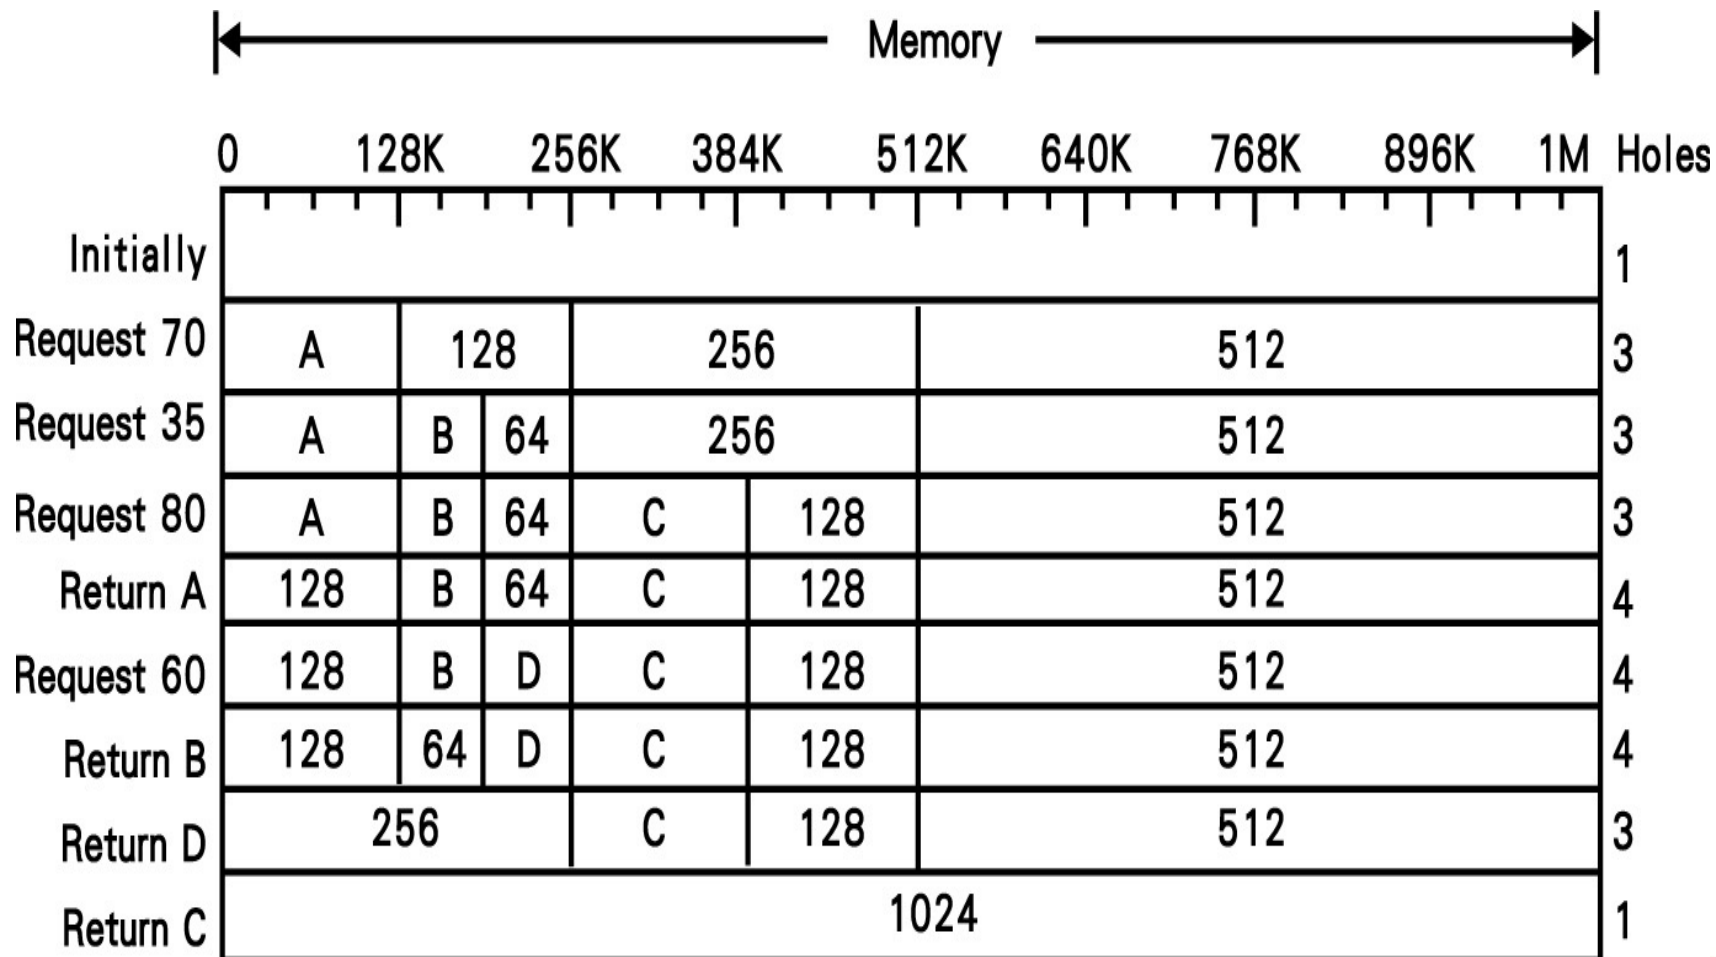 Memory
0 128K 256K 384K 512K 640K 768K 896K 1M Holes
Initially 1
Request 70 A 128 256 512 3
Request 35 A B 64 256 512 3
Request 80 A B 64 C 128 512 3
Return A 128 B 64 C 128 512 4
Request 60 128 B D C 128 512 4
Return B 128 64 D C 128 512 4
Return D 256 C 128 512 3
Return C 1024 1